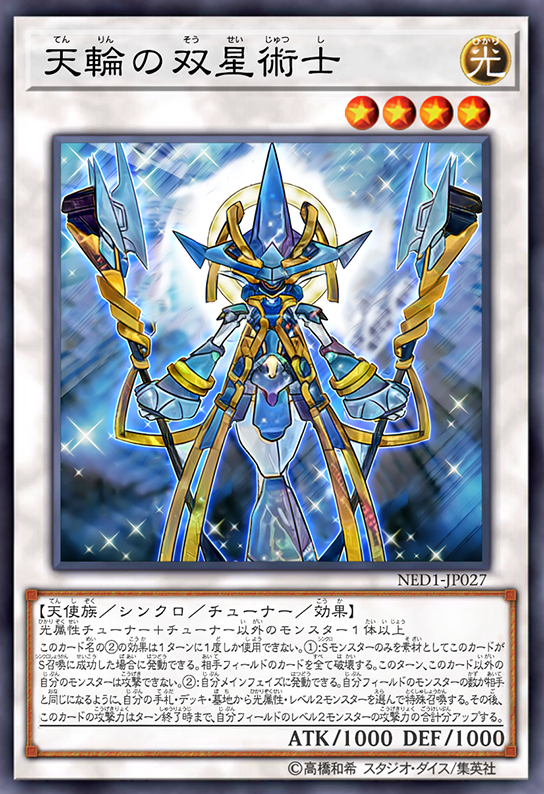 天輪の双星術士
光
NED1-JP027
【天使族／シンクロ／チューナー／効果】
光属性チューナー＋チューナー以外のモンスター１体以上
このカード名の②の効果は１ターンに１度しか使用できない。①：Sモンスターのみを素材としてこのカードが
S召喚に成功した場合に発動できる。相手フィールドのカードを全て破壊する。このターン、このカード以外の
自分のモンスターは攻撃できない。②：自分メインフェイズに発動できる。自分フィールドのモンスターの数が相手
と同じになるように、自分の手札・デッキ・墓地から光属性・レベル２モンスターを選んで特殊召喚する。その後、
このカードの攻撃力はターン終了時まで、自分フィールドのレベル２モンスターの攻撃力の合計分アップする。
ATK/1000 DEF/1000
©高橋和希 スタジオ・ダイス/集英社